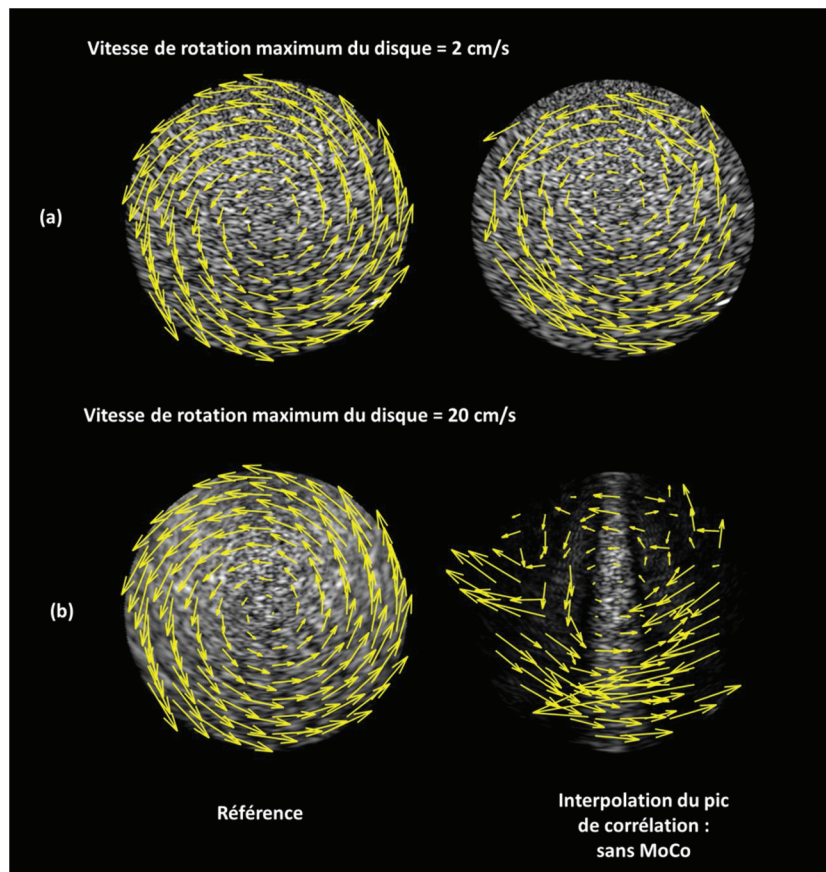 Vitesse de rotation maximum du disque = 2 cm/s
(a)
Vitesse de rotation maximum du disque = 20 cm/s
(b)
Référence
Interpolation du pic
de corrélation :
sans MoCo